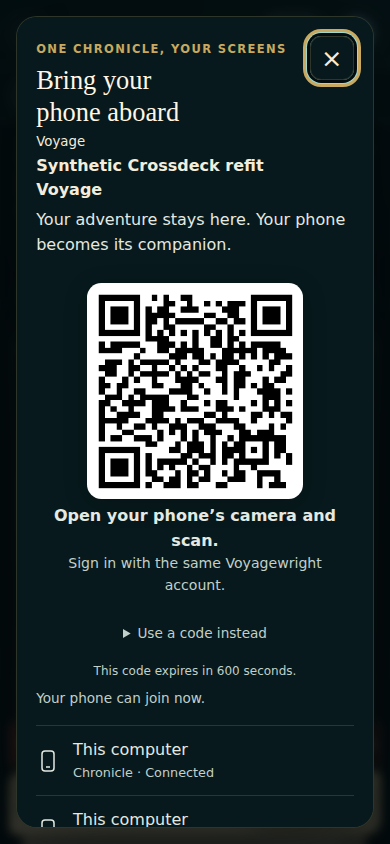 ONE CHRONICLE, YOUR SCREENS
Bring your
phone aboard
Voyage
Synthetic Crossdeck refit
Voyage
Your adventure stays here. Your phone
becomes its companion.
Open your phone’s camera and
scan.
Sign in with the same Voyagewright
account.
Use a code instead
This code expires in 600 seconds.
Your phone can join now.
This computer
Chronicle · Connected
This computer